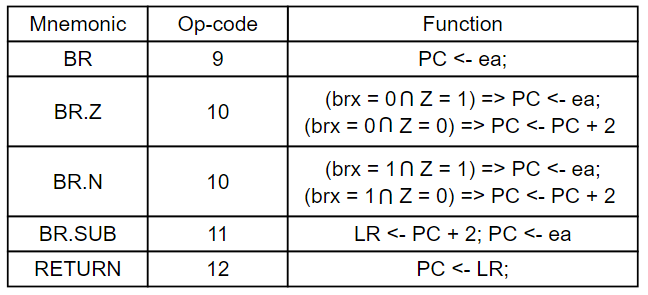 Mnemonic Op-code Function
BR 9 PC <- ea;
BR.Z 10 (brx = 0 ∩ Z = 1) => PC <- ea;
(brx = 0 ∩ Z = 0) => PC <- PC + 2
BR.N 10 (brx = 1 ∩ Z = 1) => PC <- ea;
(brx = 1 ∩ Z = 0) => PC <- PC + 2
BR.SUB 11 LR <- PC + 2; PC <- ea
RETURN 12 PC <- LR;